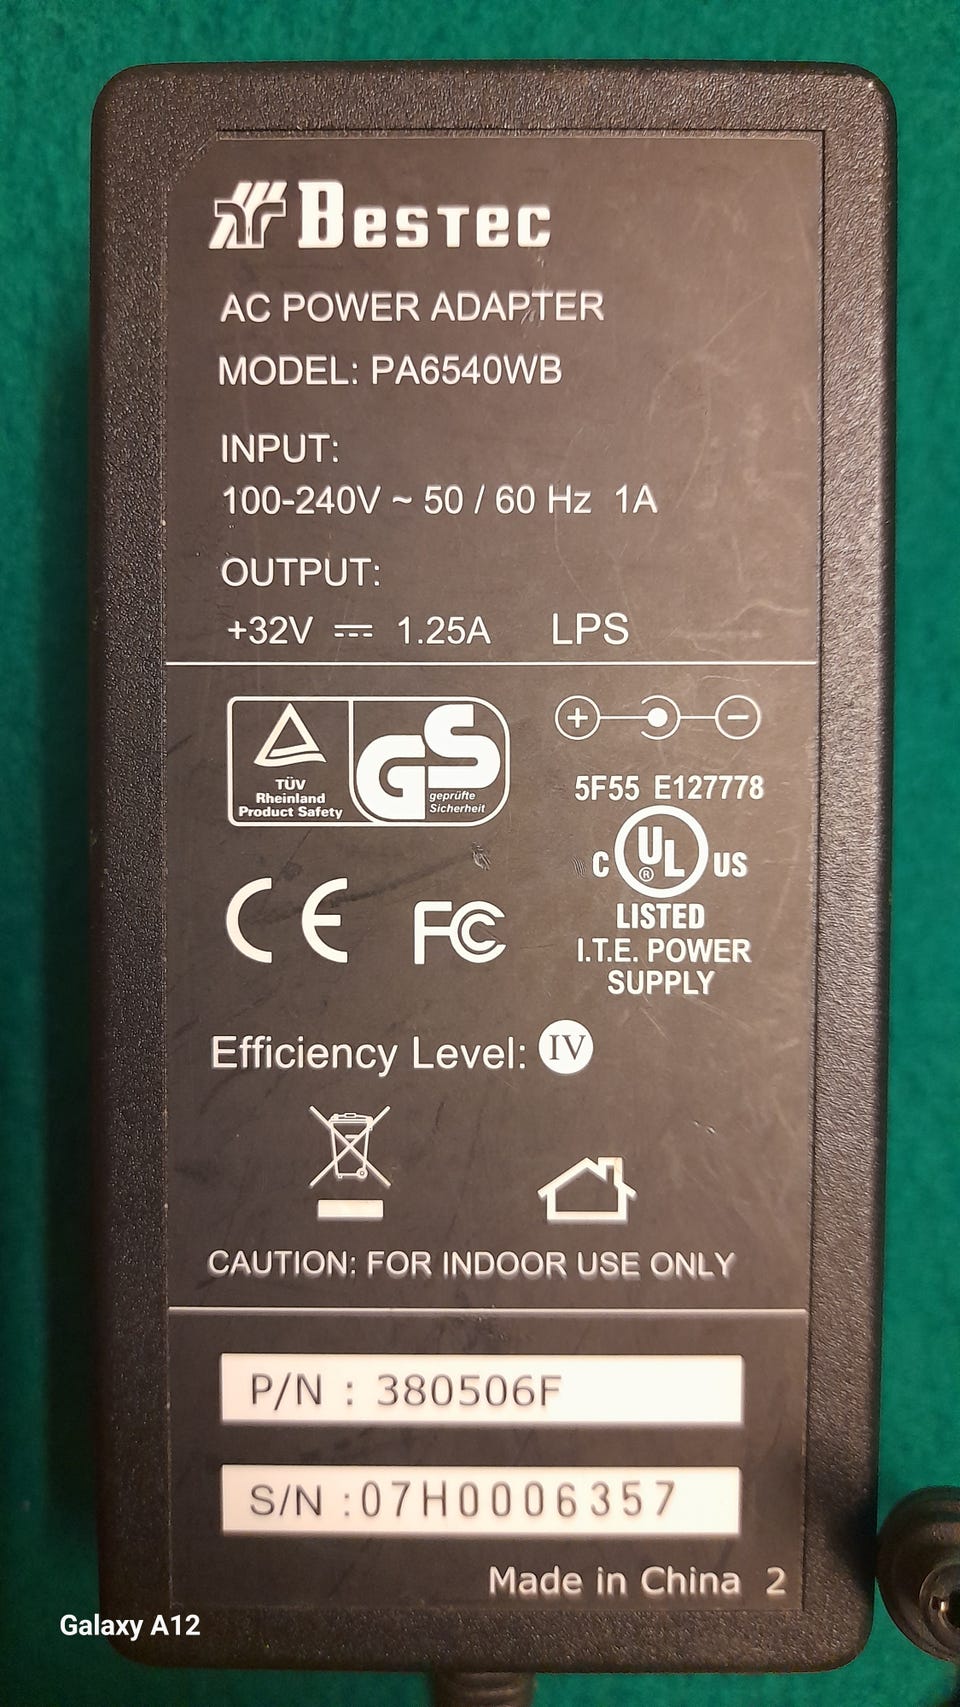 Bestec
AC POWER ADAPTER
MODEL: PA6540WB
INPUT:
100-240V ~ 50 / 60 Hz 1A
OUTPUT:
+32V ⎓ 1.25A LPS
TÜV
Rheinland
Product Safety
GS
geprüfte
Sicherheit
5F55 E127778
C UL ® US
LISTED
I.T.E. POWER
SUPPLY
CE FC
Efficiency Level: IV
CAUTION: FOR INDOOR USE ONLY
P/N : 380506F
S/N :07H0006357
Made in China 2
Galaxy A12